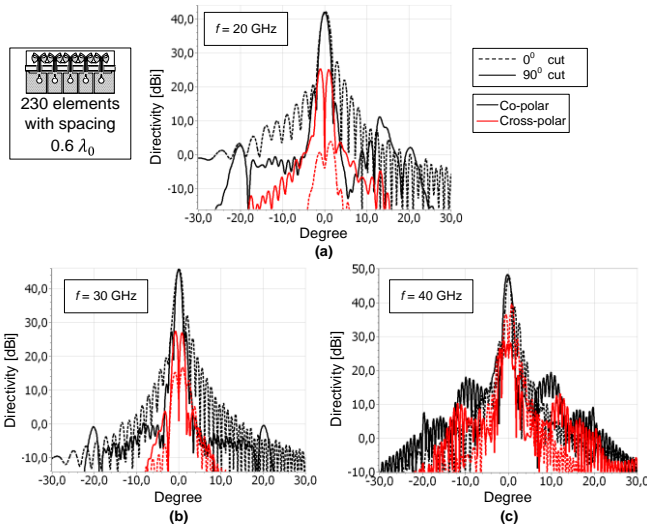 230 elements
with spacing
0.6 λ₀
f = 20 GHz
Directivity [dBi]
40,0
30,0
20,0
10,0
0,0
-10,0
-30,0 -20,0 -10,0 0,0 10,0 20,0 30,0
Degree
(a)
0⁰ cut
90⁰ cut
Co-polar
Cross-polar
f = 30 GHz
Directivity [dBi]
40,0
30,0
20,0
10,0
0,0
-10,0
-30,0 -20,0 -10,0 0,0 10,0 20,0 30,0
Degree
(b)
f = 40 GHz
Directivity [dBi]
50,0
40,0
30,0
20,0
10,0
0,0
-10,0
-30,0 -20,0 -10,0 0,0 10,0 20,0 30,0
Degree
(c)